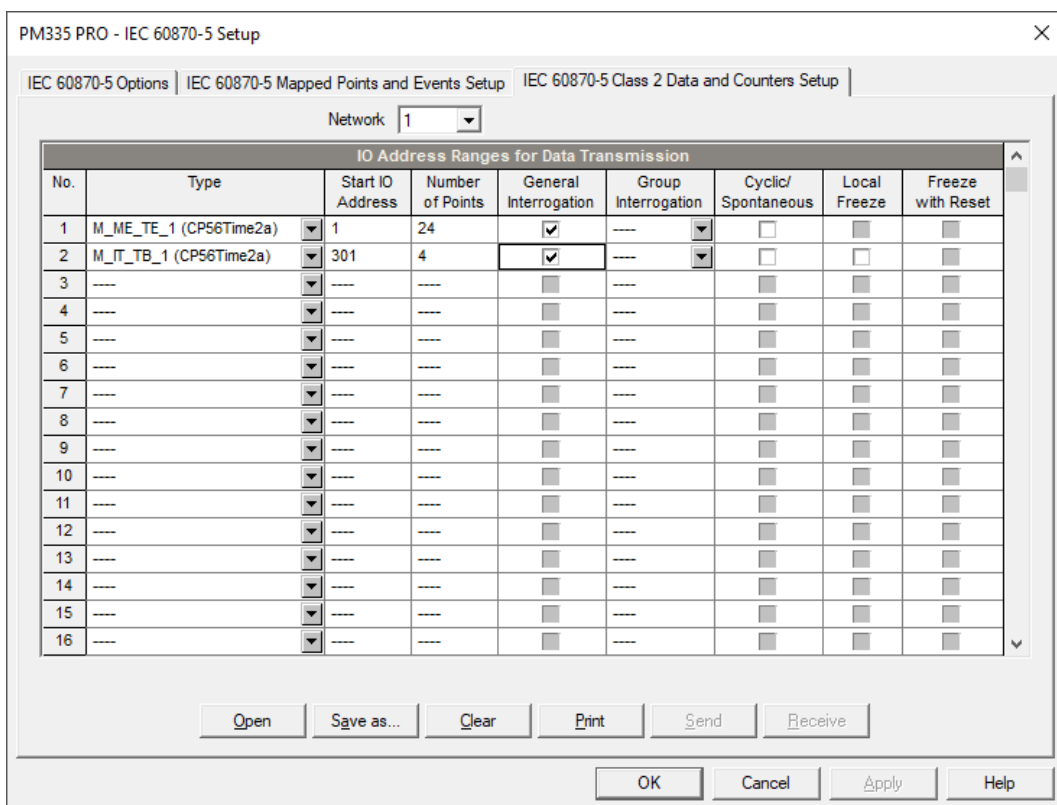 PM335 PRO - IEC 60870-5 Setup
IEC 60870-5 Options IEC 60870-5 Mapped Points and Events Setup IEC 60870-5 Class 2 Data and Counters Setup
Network 1
IO Address Ranges for Data Transmission
No. Type Start IO Address Number of Points General Interrogation Group Interrogation Cyclic/ Spontaneous Local Freeze Freeze with Reset
1 M_ME_TE_1 (CP56Time2a) 1 24 ----
2 M_IT_TB_1 (CP56Time2a) 301 4 ----
3 ---- ---- ---- ----
4 ---- ---- ---- ----
5 ---- ---- ---- ----
6 ---- ---- ---- ----
7 ---- ---- ---- ----
8 ---- ---- ---- ----
9 ---- ---- ---- ----
10 ---- ---- ---- ----
11 ---- ---- ---- ----
12 ---- ---- ---- ----
13 ---- ---- ---- ----
14 ---- ---- ---- ----
15 ---- ---- ---- ----
16 ---- ---- ---- ----
Open Save as... Clear Print Send Receive
OK Cancel Apply Help